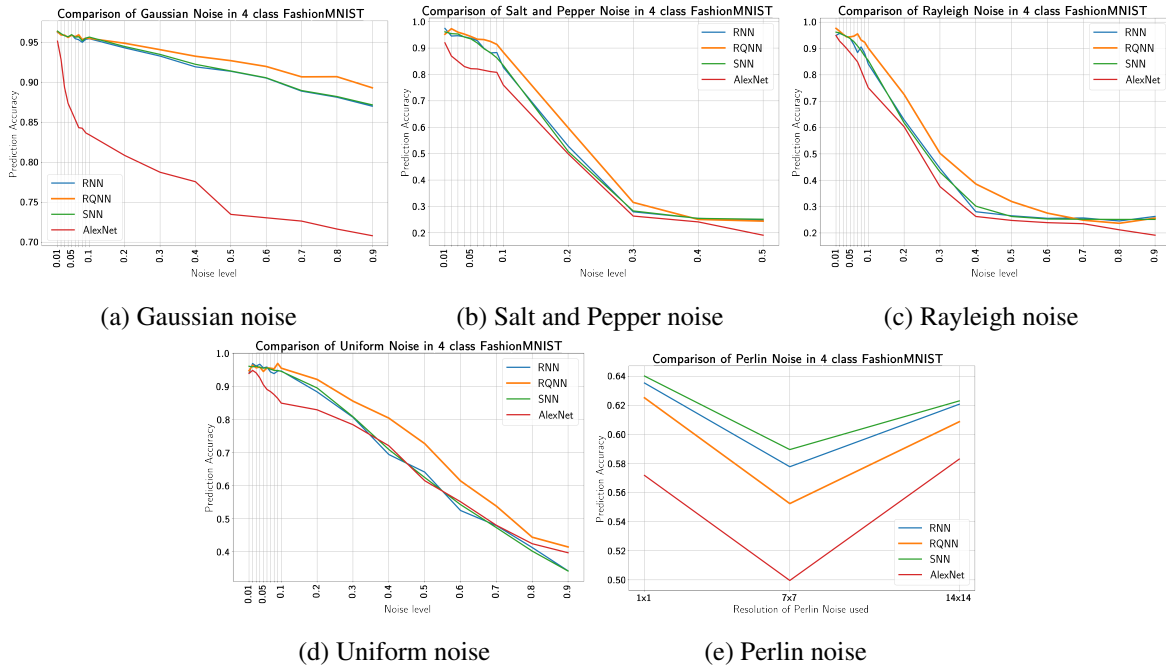 Comparison of Gaussian Noise in 4 class FashionMNIST
Prediction Accuracy
0.95
0.90
0.85
0.80
0.75
0.70
RNN
RQNN
SNN
AlexNet
0.01 0.05 0.1 0.2 0.3 0.4 0.5 0.6 0.7 0.8 0.9
Noise level
(a) Gaussian noise
Comparison of Salt and Pepper Noise in 4 class FashionMNIST
Prediction Accuracy
1.0
0.9
0.8
0.7
0.6
0.5
0.4
0.3
0.2
RNN
RQNN
SNN
AlexNet
0.01 0.05 0.1 0.2 0.3 0.4 0.5
Noise level
(b) Salt and Pepper noise
Comparison of Rayleigh Noise in 4 class FashionMNIST
Prediction Accuracy
1.0
0.9
0.8
0.7
0.6
0.5
0.4
0.3
0.2
RNN
RQNN
SNN
AlexNet
0.01 0.05 0.1 0.2 0.3 0.4 0.5 0.6 0.7 0.8 0.9
Noise level
(c) Rayleigh noise
Comparison of Uniform Noise in 4 class FashionMNIST
Prediction Accuracy
1.0
0.9
0.8
0.7
0.6
0.5
0.4
RNN
RQNN
SNN
AlexNet
0.01 0.05 0.1 0.2 0.3 0.4 0.5 0.6 0.7 0.8 0.9
Noise level
(d) Uniform noise
Comparison of Perlin Noise in 4 class FashionMNIST
Prediction Accuracy
0.64
0.62
0.60
0.58
0.56
0.54
0.52
0.50
RNN
RQNN
SNN
AlexNet
1x1 7x7 14x14
Resolution of Perlin Noise used
(e) Perlin noise